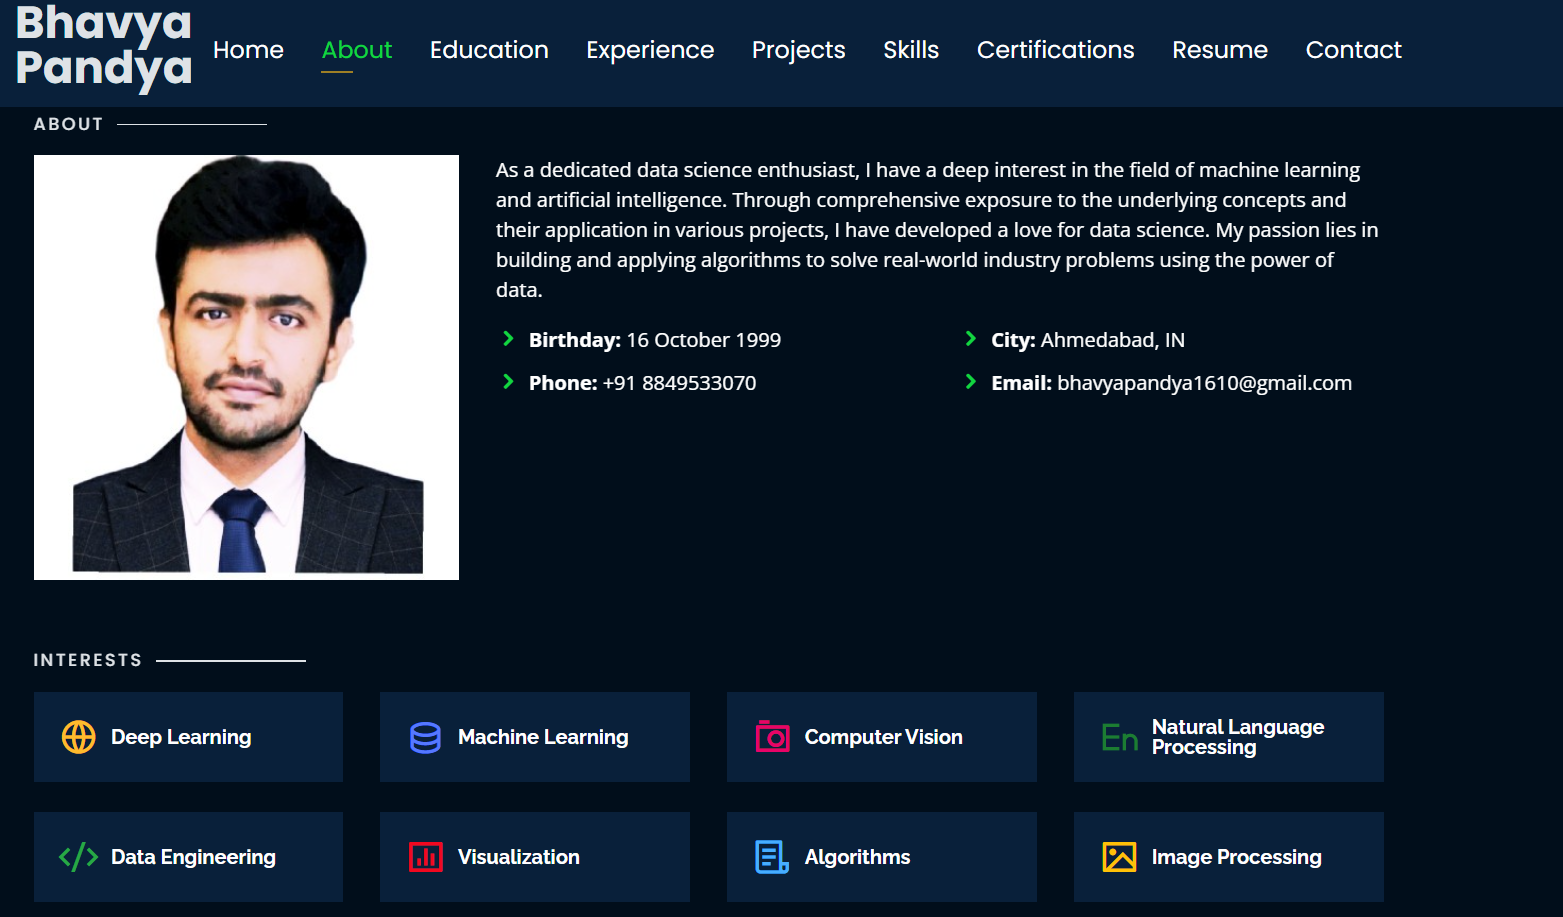 Bhavya
Pandya
Home About Education Experience Projects Skills Certifications Resume Contact
ABOUT
As a dedicated data science enthusiast, I have a deep interest in the field of machine learning
and artificial intelligence. Through comprehensive exposure to the underlying concepts and
their application in various projects, I have developed a love for data science. My passion lies in
building and applying algorithms to solve real-world industry problems using the power of
data.
Birthday: 16 October 1999 City: Ahmedabad, IN
Phone: +91 8849533070 Email: bhavyapandya1610@gmail.com
INTERESTS
Deep Learning Machine Learning Computer Vision En Natural Language
Processing
Data Engineering Visualization Algorithms Image Processing